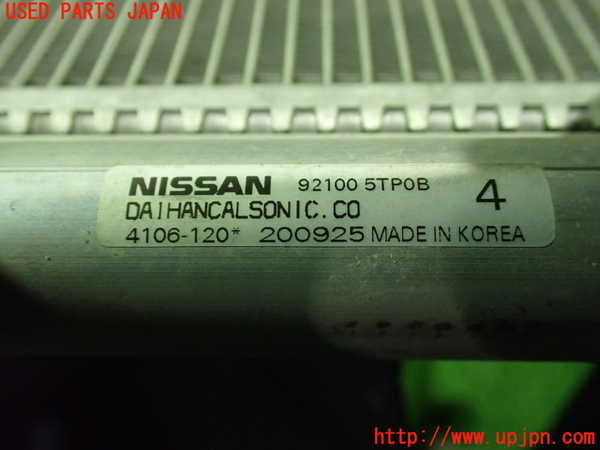 USED PARTS JAPAN
NISSAN 92100 5TP0B 4
DAIHANCALSONIC.CO
4106-120* 200925 MADE IN KOREA
http://www.upjpn.com/